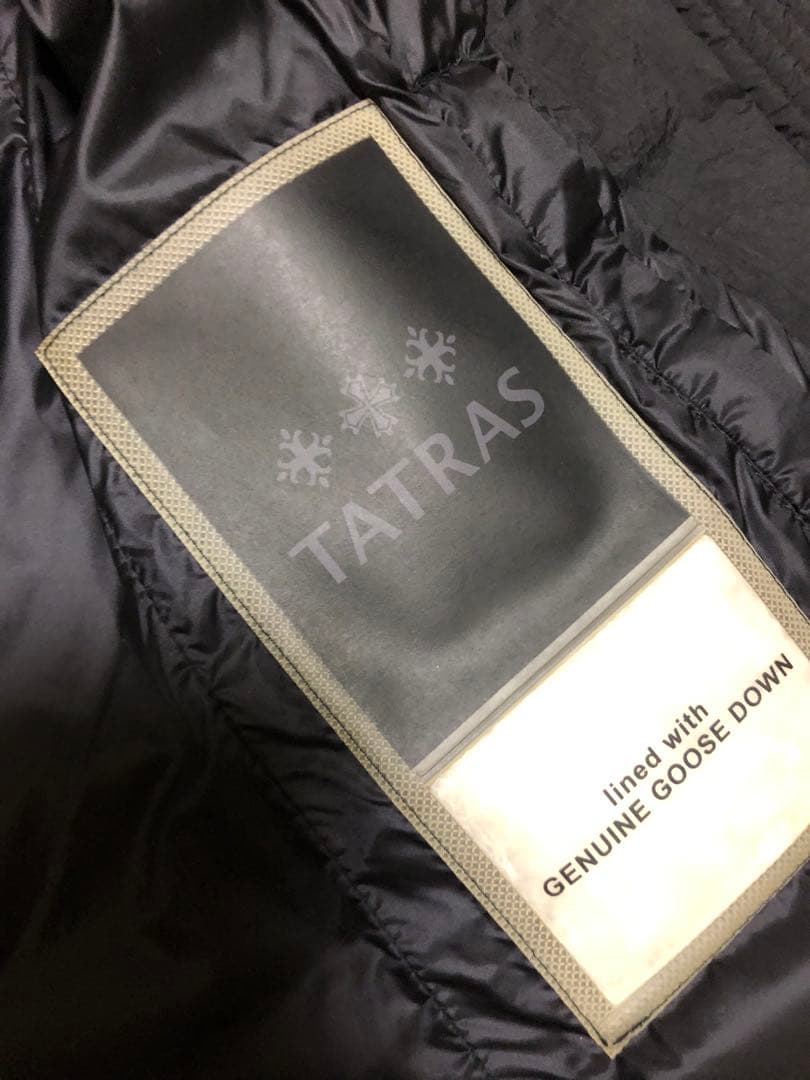 TATRAS
lined with
GENUINE GOOSE DOWN